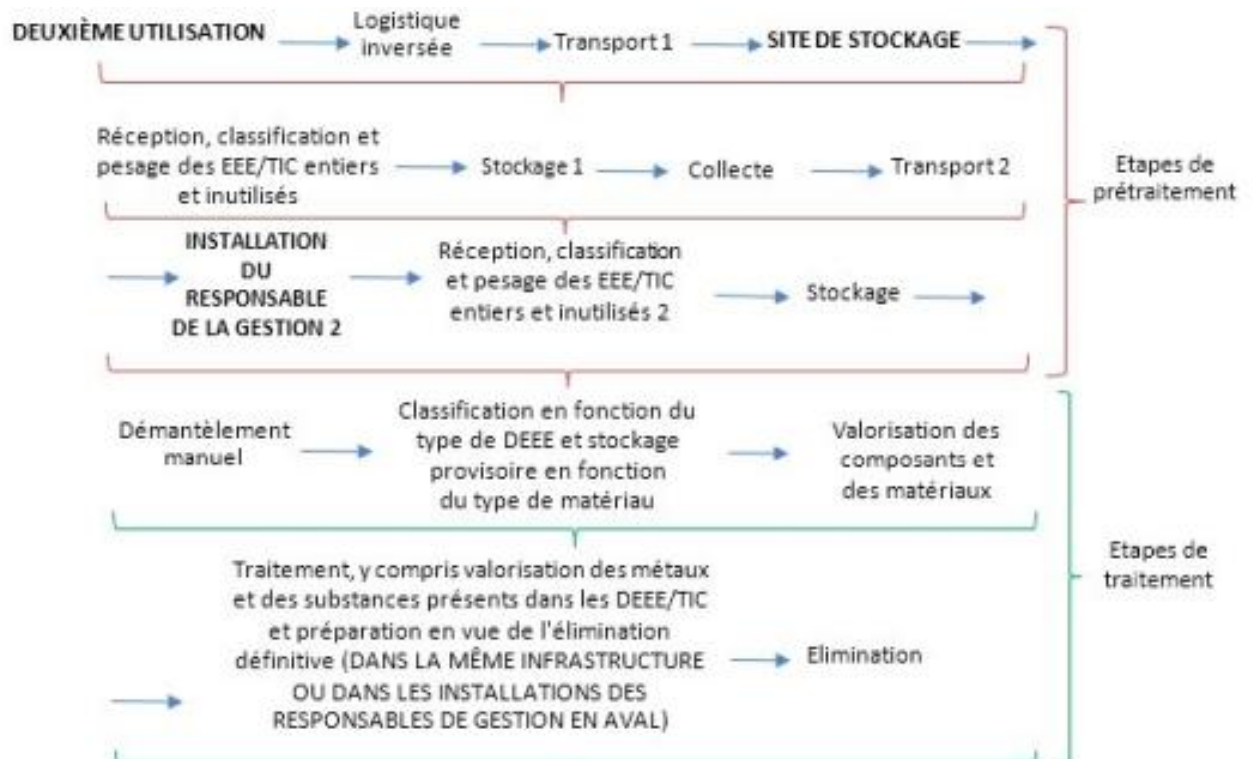 DEUXIÈME UTILISATION
Logistique
inversée
Transport 1
SITE DE STOCKAGE
Réception, classification et
pesage des EEE/TIC entiers
et inutilisés
Stockage 1
Collecte
Transport 2
Etapes de
prétraitement
INSTALLATION
DU
RESPONSABLE
DE LA GESTION 2
Réception, classification
et pesage des EEE/TIC
entiers et inutilisés 2
Stockage
Démantèlement
manuel
Classification en fonction du
type de DEEE et stockage
provisoire en fonction
du type de matériau
Valorisation des
composants et
des matériaux
Etapes de
traitement
Traitement, y compris valorisation des métaux
et des substances présents dans les DEEE/TIC
et préparation en vue de l'élimination
définitive (DANS LA MÊME INFRASTRUCTURE
OU DANS LES INSTALLATIONS DES
RESPONSABLES DE GESTION EN AVAL)
Elimination